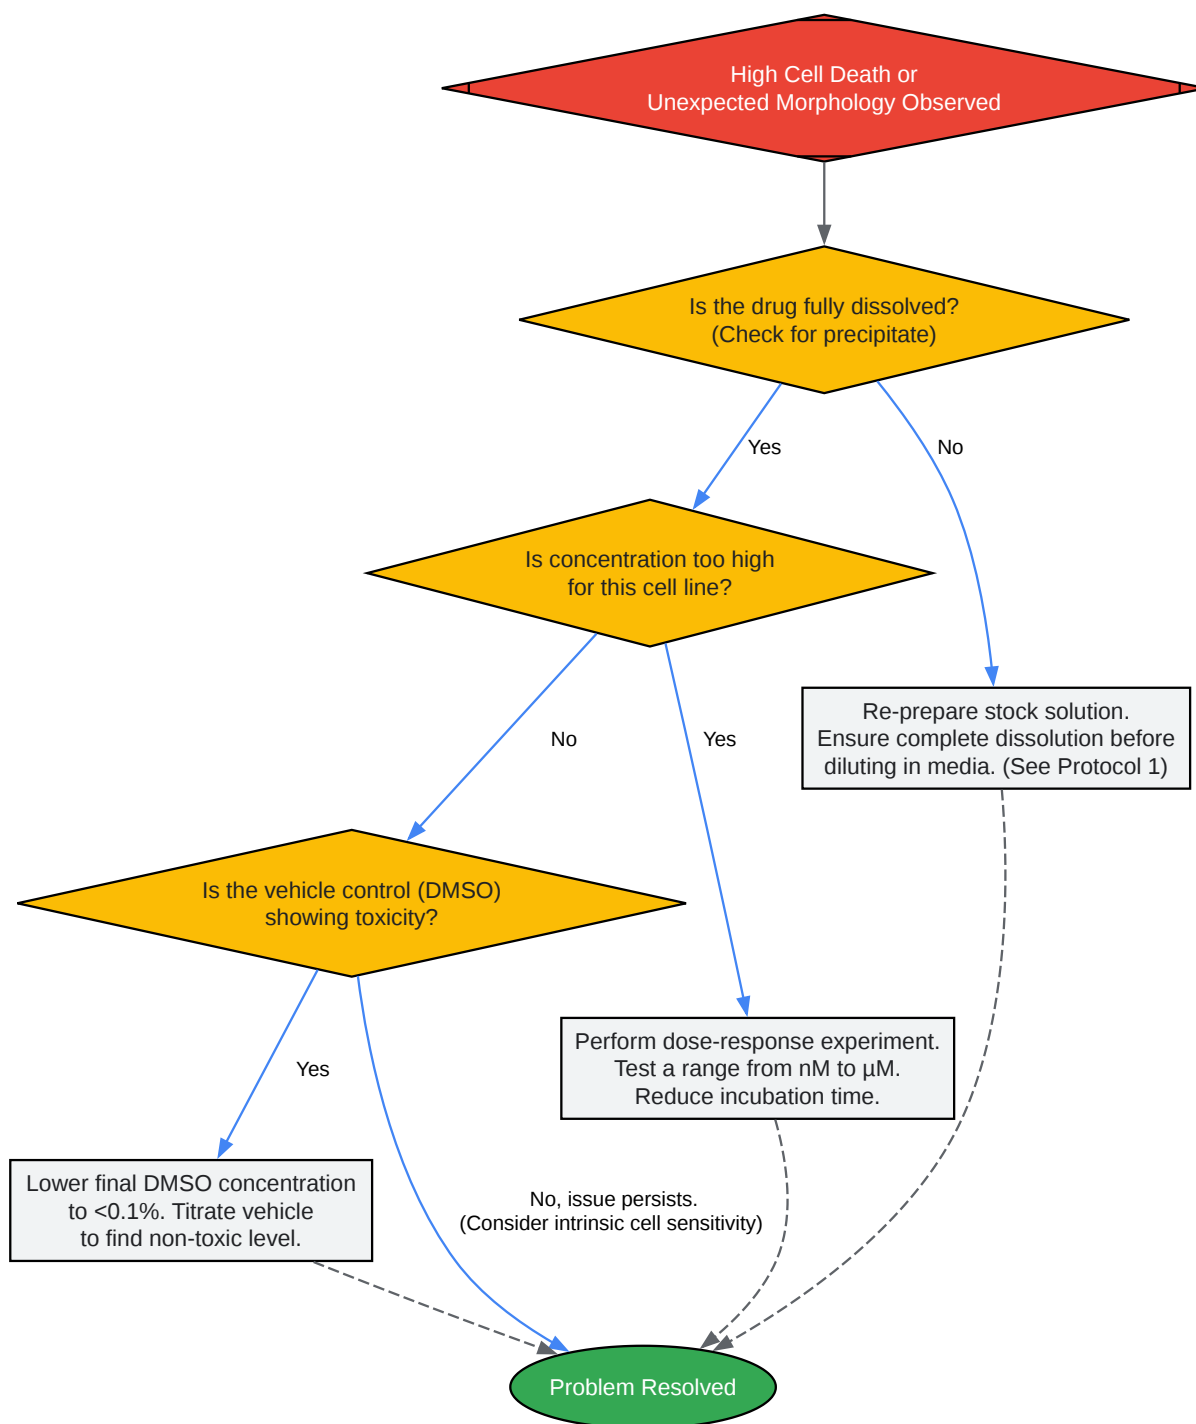 High Cell Death or
Unexpected Morphology Observed
Is the drug fully dissolved?
(Check for precipitate)
Yes
No
Is concentration too high
for this cell line?
No
Yes
Re-prepare stock solution.
Ensure complete dissolution before
diluting in media. (See Protocol 1)
Is the vehicle control (DMSO)
showing toxicity?
Yes
Perform dose-response experiment.
Test a range from nM to µM.
Reduce incubation time.
Lower final DMSO concentration
to <0.1%. Titrate vehicle
to find non-toxic level.
No, issue persists.
(Consider intrinsic cell sensitivity)
Problem Resolved